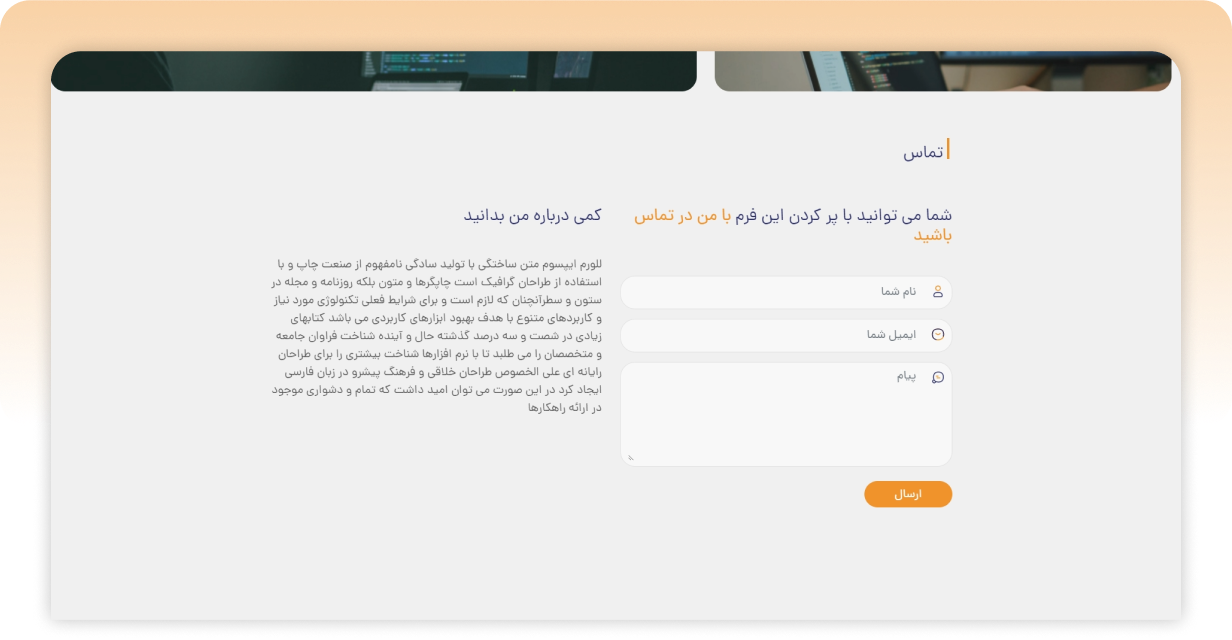 تماس
شما می توانید با پر کردن این فرم با من در تماس
باشید
نام شما
ایمیل شما
پیام
ارسال
کمی درباره من بدانید
للورم ایپسوم متن ساختگی با تولید سادگی نامفهوم از صنعت چاپ و با
استفاده از طراحان گرافیک است چاپگرها و متون بلکه روزنامه و مجله در
ستون و سطرآنچنان که لازم است و برای شرایط فعلی تکنولوژی مورد نیاز
و کاربردهای متنوع با هدف بهبود ابزارهای کاربردی می باشد کتابهای
زیادی در شصت و سه درصد گذشته حال و آینده شناخت فراوان جامعه
و متخصصان را می طلبد تا با نرم افزارها شناخت بیشتری را برای طراحان
رایانه ای علی الخصوص طراحان خلاقی و فرهنگ پیشرو در زبان فارسی
ایجاد کرد در این صورت می توان امید داشت که تمام و دشواری موجود
در ارائه راهکارها